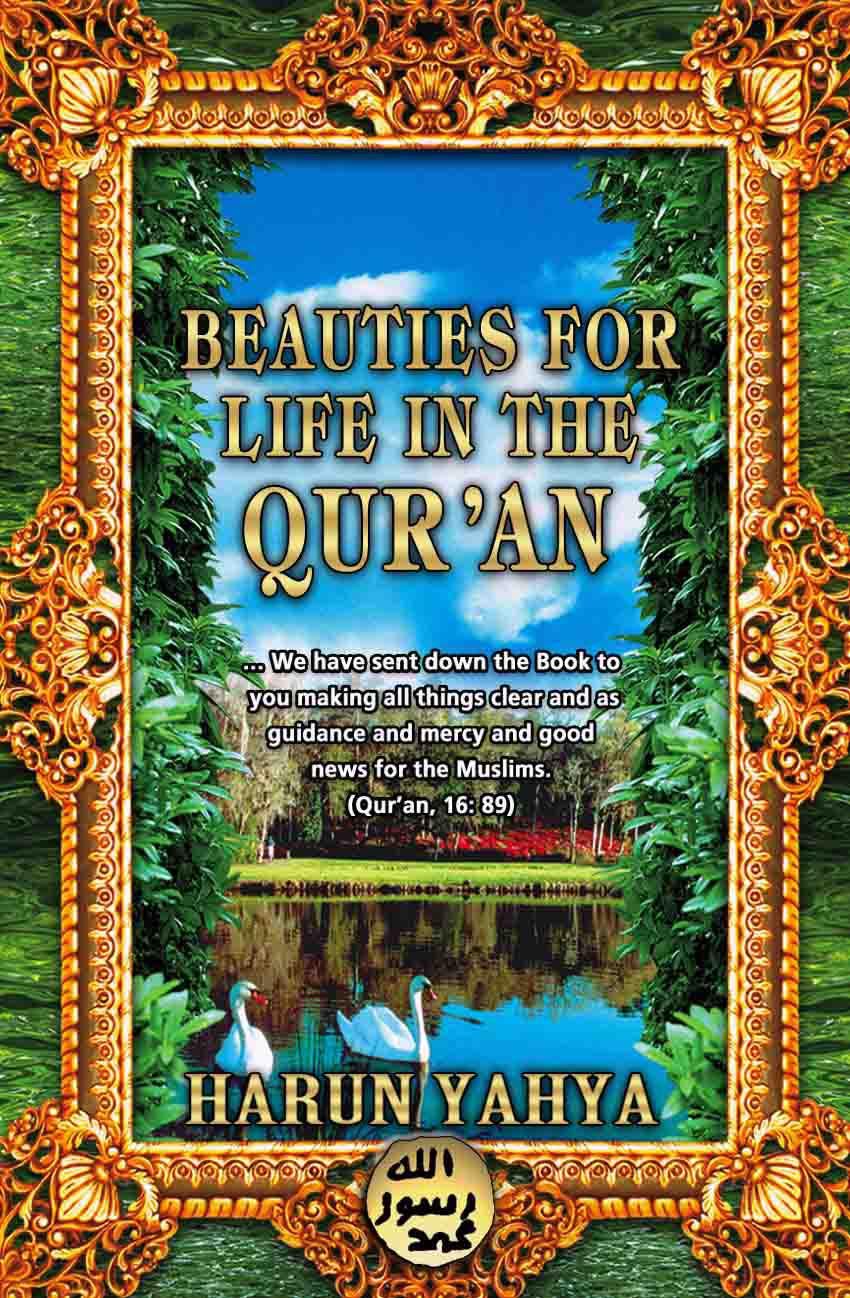 BEAUTIES FOR
LIFE IN THE
QUR'AN
... We have sent down the Book to
you making all things clear and as
guidance and mercy and good
news for the Muslims.
(Qur'an, 16: 89)
HARUN YAHYA
الله
رسول
محمد